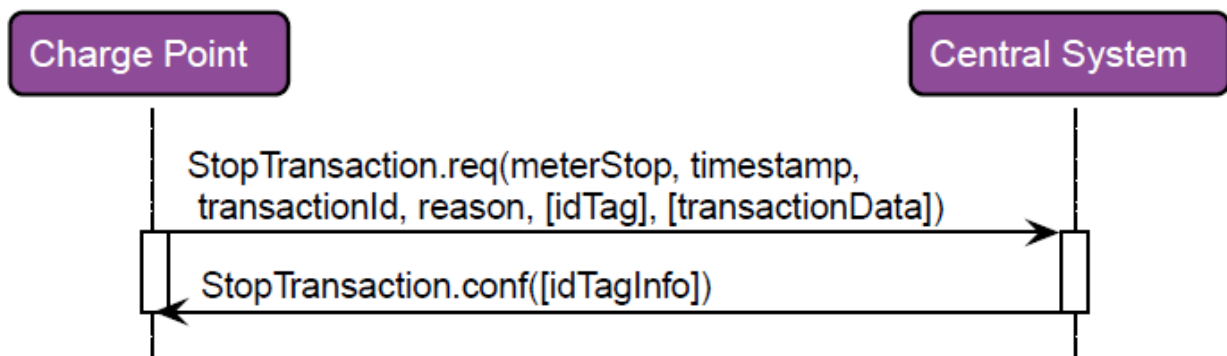 Charge Point
Central System
StopTransaction.req(meterStop, timestamp,
transactionId, reason, [idTag], [transactionData])
StopTransaction.conf([idTagInfo])